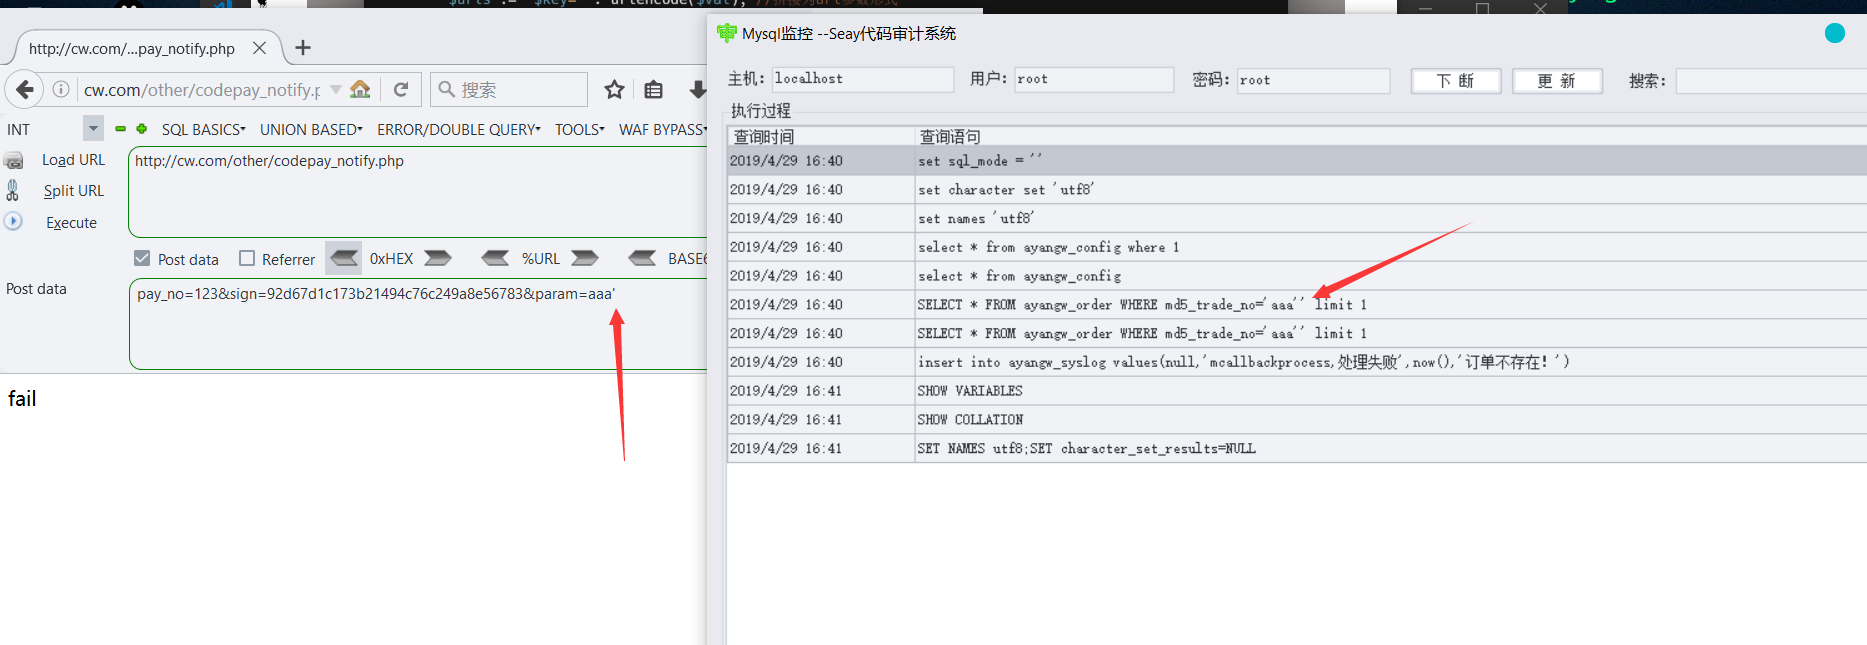 http://cw.com/...pay_notify.php
cw.com/other/codepay_notify.p
搜索
INT
SQL BASICS
UNION BASED
ERROR/DOUBLE QUERY
TOOLS
WAF BYPASS
Load URL
Split URL
Execute
http://cw.com/other/codepay_notify.php
Post data
Referrer
0xHEX
%URL
BASE6
Post data
pay_no=123&sign=92d67d1c173b21494c76c249a8e56783&param=aaa'
fail
Mysql监控 --Seay代码审计系统
主机: localhost 用户: root 密码: root 下 断 更 新 搜索:
执行过程
查询时间 查询语句
2019/4/29 16:40 set sql_mode = ''
2019/4/29 16:40 set character set 'utf8'
2019/4/29 16:40 set names 'utf8'
2019/4/29 16:40 select * from ayangw_config where 1
2019/4/29 16:40 select * from ayangw_config
2019/4/29 16:40 SELECT * FROM ayangw_order WHERE md5_trade_no='aaa'' limit 1
2019/4/29 16:40 SELECT * FROM ayangw_order WHERE md5_trade_no='aaa'' limit 1
2019/4/29 16:40 insert into ayangw_syslog values(null,'mcallbackprocess,处理失败',now(),'订单不存在! ')
2019/4/29 16:41 SHOW VARIABLES
2019/4/29 16:41 SHOW COLLATION
2019/4/29 16:41 SET NAMES utf8;SET character_set_results=NULL